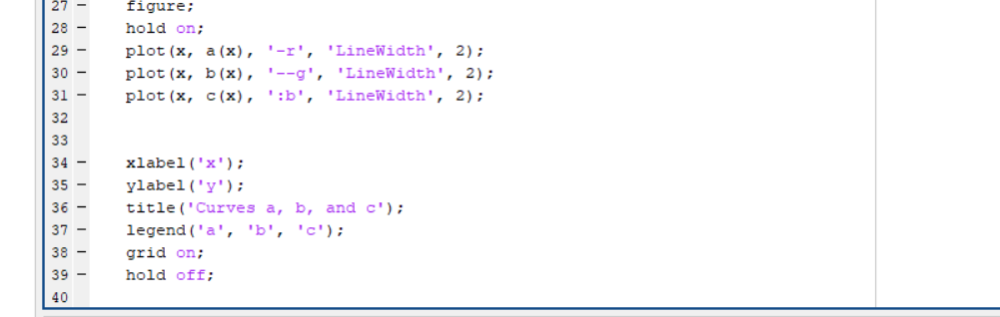 27 - figure;
28 - hold on;
29 - plot(x, a(x), '-r', 'LineWidth', 2);
30 - plot(x, b(x), '--g', 'LineWidth', 2);
31 - plot(x, c(x), ':b', 'LineWidth', 2);
32
33
34 - xlabel('x');
35 - ylabel('y');
36 - title('Curves a, b, and c');
37 - legend('a', 'b', 'c');
38 - grid on;
39 - hold off;
40